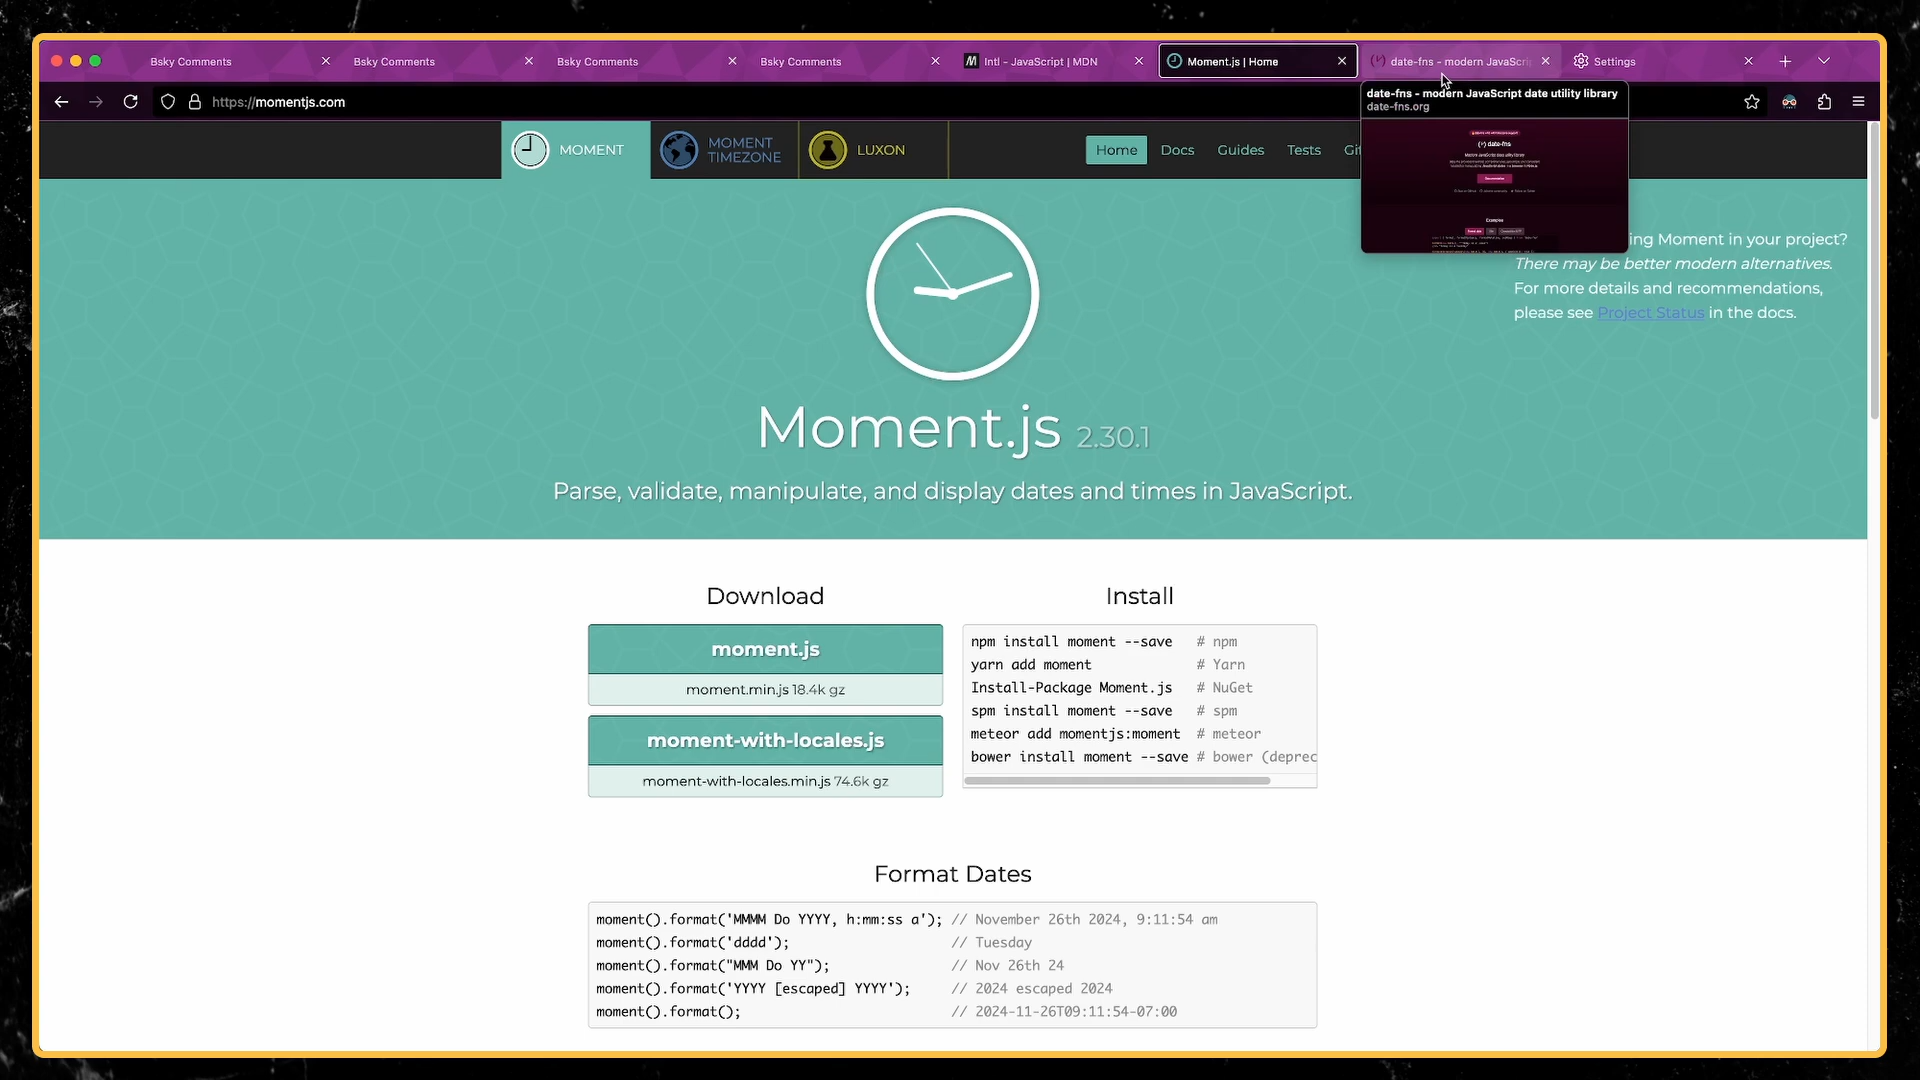 Bsky Comments
Bsky Comments
Bsky Comments
Bsky Comments
Intl - JavaScript | MDN
Moment.js | Home
date-fns - modern JavaScri
Settings
https://momentjs.com
date-fns - modern JavaScript date utility library
date-fns.org
MOMENT
MOMENT
TIMEZONE
LUXON
Home
Docs
Guides
Tests
Git
date-fns
Examples
ing Moment in your project?
There may be better modern alternatives.
For more details and recommendations,
please see Project Status in the docs.
Moment.js 2.30.1
Parse, validate, manipulate, and display dates and times in JavaScript.
Download
moment.js
moment.min.js 18.4k gz
moment-with-locales.js
moment-with-locales.min.js 74.6k gz
Install
npm install moment --save # npm
yarn add moment # Yarn
Install-Package Moment.js # NuGet
spm install moment --save # spm
meteor add momentjs:moment # meteor
bower install moment --save # bower (deprec
Format Dates
moment().format('MMMM Do YYYY, h:mm:ss a'); // November 26th 2024, 9:11:54 am
moment().format('dddd'); // Tuesday
moment().format("MMM Do YY"); // Nov 26th 24
moment().format('YYYY [escaped] YYYY'); // 2024 escaped 2024
moment().format(); // 2024-11-26T09:11:54-07:00